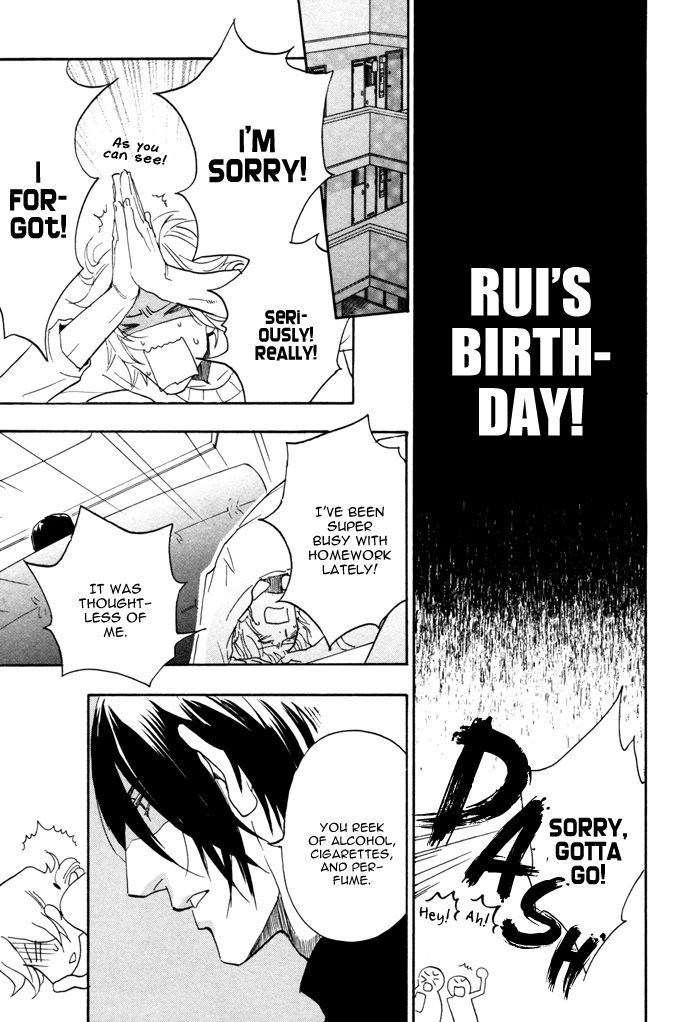 RUI'S
BIRTH-
DAY!
SORRY,
GOTTA
GO!
DASH
Hey!
Ah!
I'M
SORRY!
As you
can see!
I
FOR-
GOt!
SeRi-
OUSLY!
ReALLY!
I'VE BEEN
SUPER
BUSY WITH
HOMEWORK
LATELY!
IT WAS
THOUGHT-
LESS OF
ME.
YOU REEK
OF ALCOHOL,
CIGARETTES,
AND PER-
FUME.